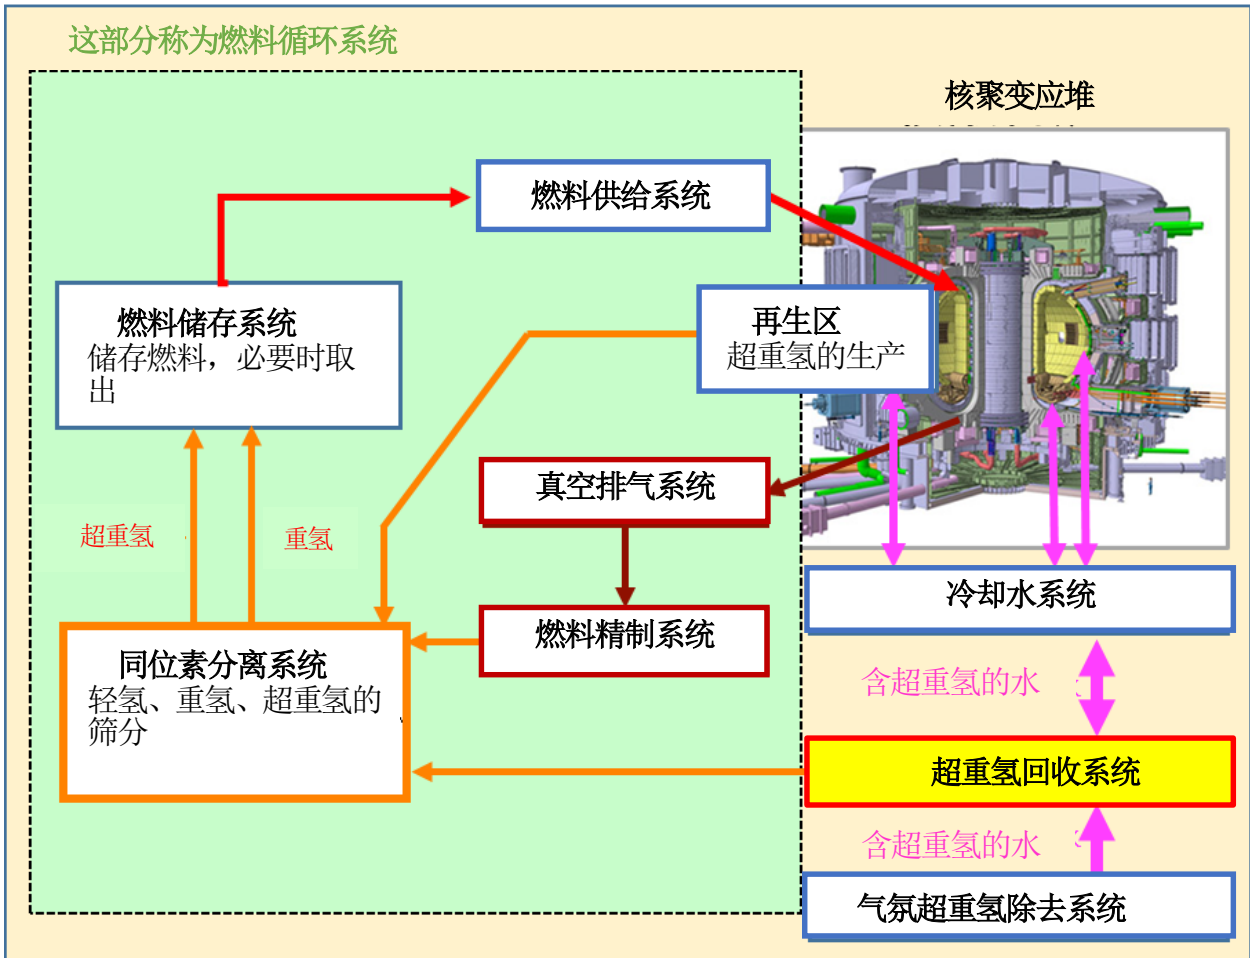 这部分称为燃料循环系统
核聚变应堆
燃料供给系统
燃料储存系统
储存燃料，必要时取
出
再生区
超重氢的生产
真空排气系统
超重氢
重氢
冷却水系统
燃料精制系统
同位素分离系统
轻氢、重氢、超重氢的
筛分
含超重氢的水
超重氢回收系统
含超重氢的水
气氛超重氢除去系统